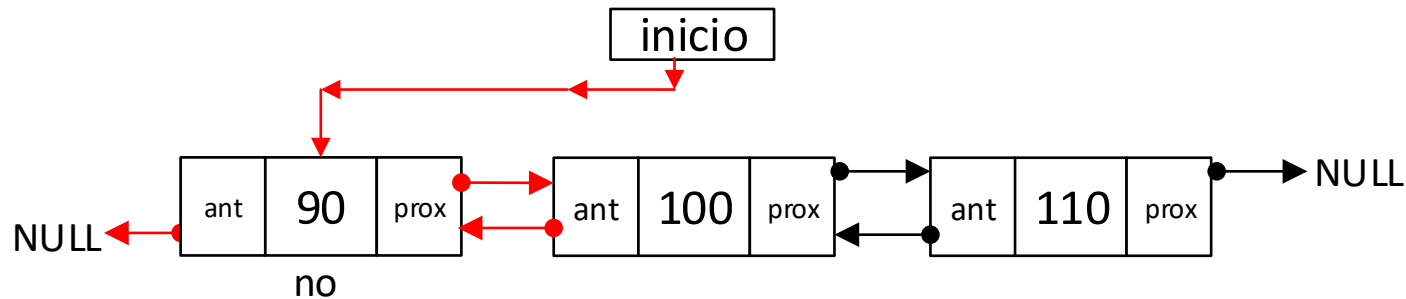 inicio
ant 90 prox ant 100 prox ant 110 prox NULL
NULL
no